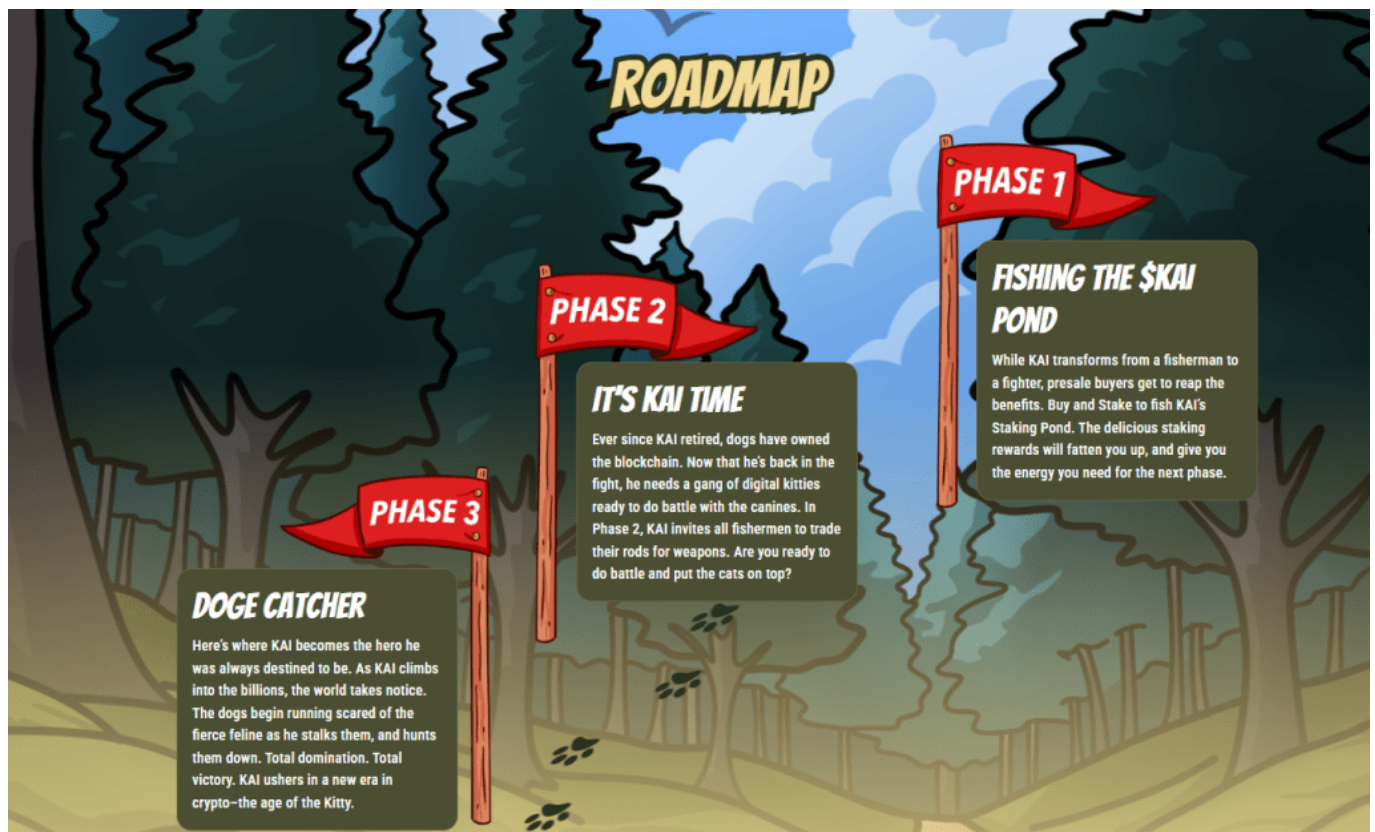 ROADMAP
PHASE 1
FISHING THE $KAI
POND
While KAI transforms from a fisherman to
a fighter, presale buyers get to reap the
benefits. Buy and Stake to fish KAI's
Staking Pond. The delicious staking
rewards will fatten you up, and give you
the energy you need for the next phase.
PHASE 2
IT'S KAI TIME
Ever since KAI retired, dogs have owned
the blockchain. Now that he's back in the
fight, he needs a gang of digital kitties
ready to do battle with the canines. In
Phase 2, KAI invites all fishermen to trade
their rods for weapons. Are you ready to
do battle and put the cats on top?
PHASE 3
DOGE CATCHER
Here's where KAI becomes the hero he
was always destined to be. As KAI climbs
into the billions, the world takes notice.
The dogs begin running scared of the
fierce feline as he stalks them, and hunts
them down. Total domination. Total
victory. KAI ushers in a new era in
crypto–the age of the Kitty.